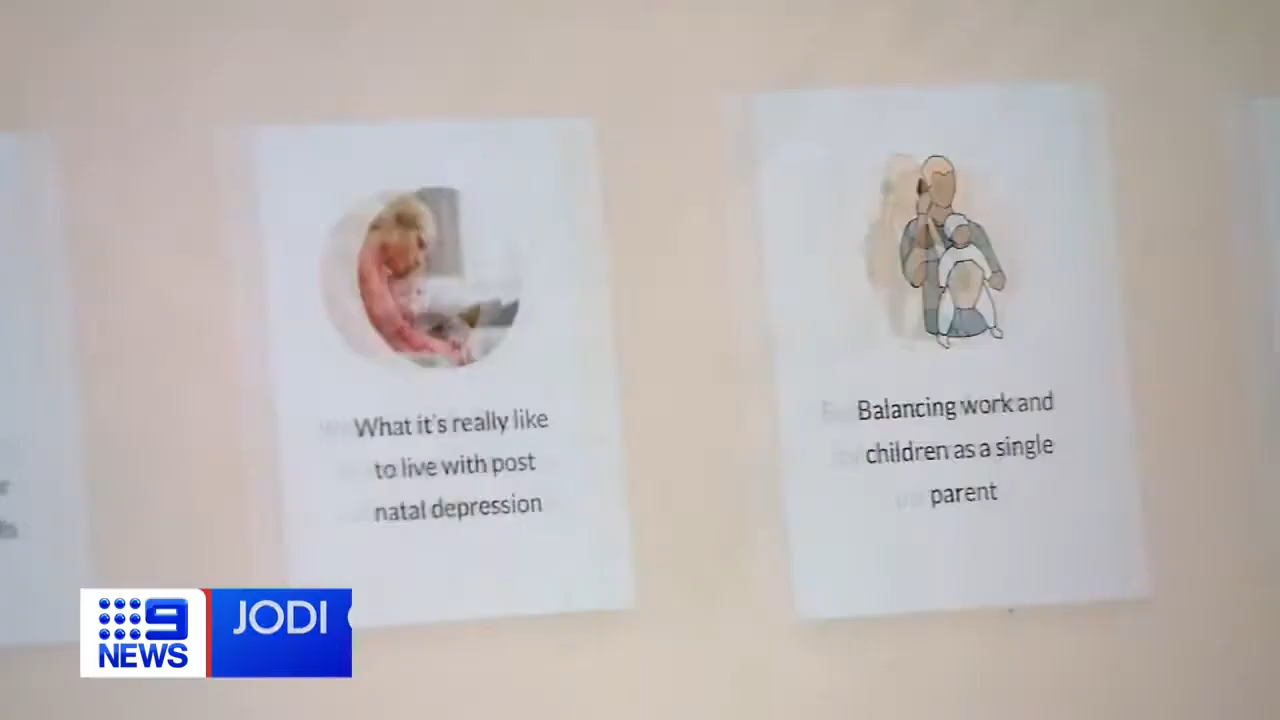 What it's really like
to live with post
natal depression
Balancing work and
children as a single
parent
9
NEWS
JODI